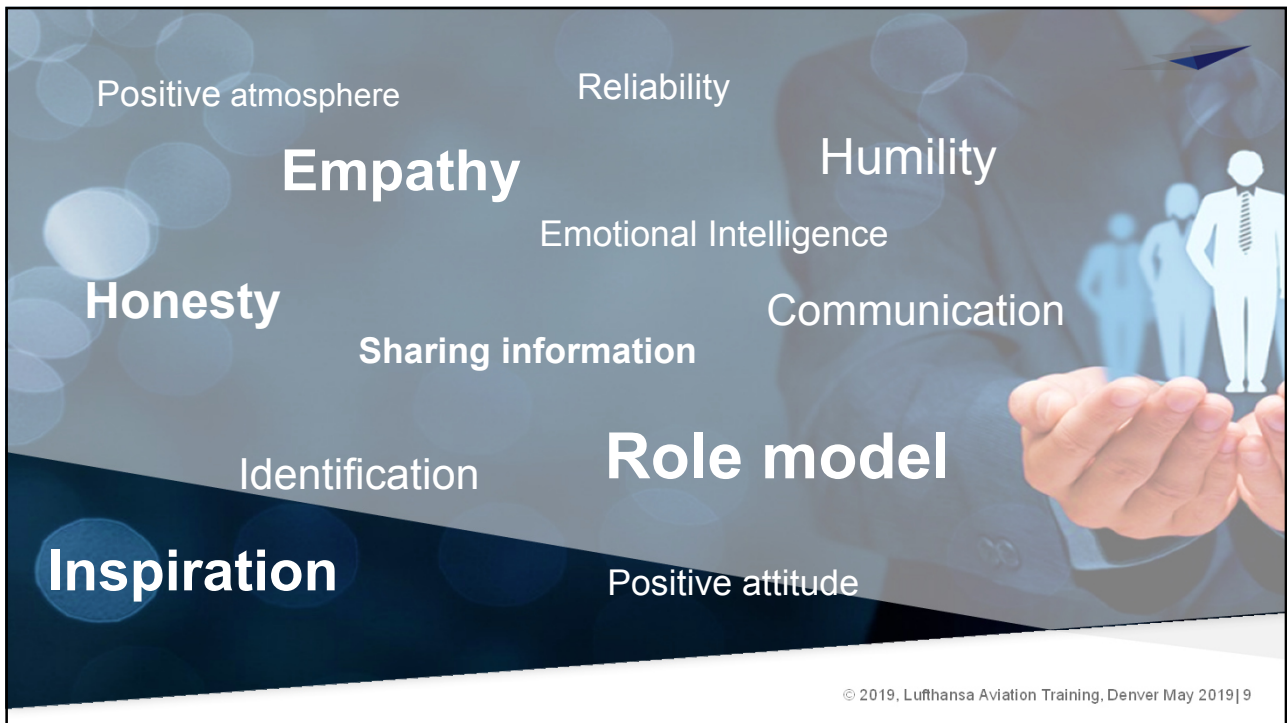 Positive atmosphere
Reliability
Empathy
Humility
Emotional Intelligence
Honesty
Communication
Sharing information
Role model
Identification
Inspiration
Positive attitude
© 2019, Lufthansa Aviation Training, Denver May 2019| 9